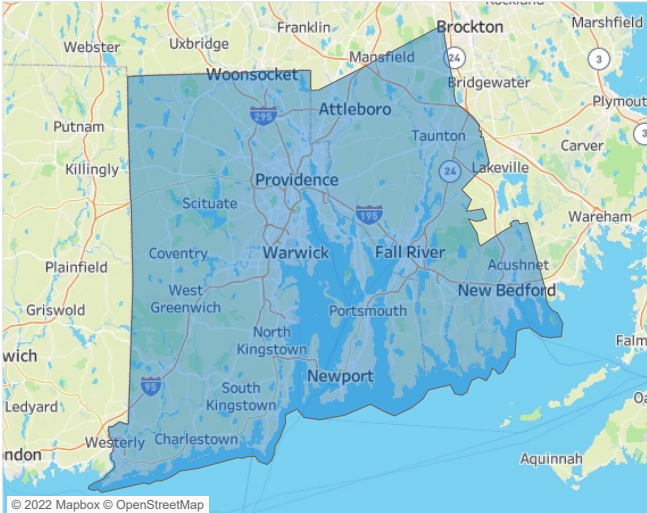 Rockland
Franklin
Brockton
Marshfield
Webster
Uxbridge
Mansfield
24
3
Woonsocket
Bridgewater
Plymout
295
Attleboro
Putnam
Taunton
3
Carver
Killingly
24
Lakeville
Providence
Scituate
195
Wareham
Coventry
Warwick
Fall River
Plainfield
Acushnet
West
Greenwich
New Bedford
Griswold
Portsmouth
North
Kingstown
Falm
wich
Newport
95
South
Kingstown
Ledyard
Oa
Westerly
Charlestown
ndon
Aquinnah
© 2022 Mapbox © OpenStreetMap